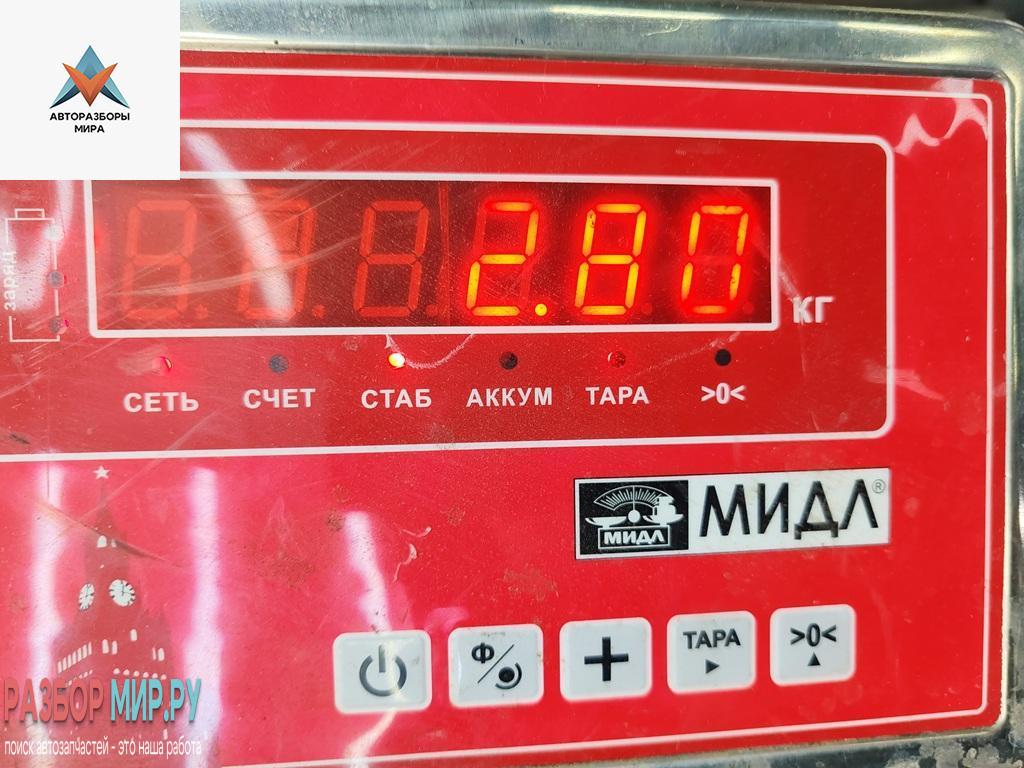 АВТОРАЗБОРЫ
МИРА
заряд
2.80
кг
СЕТЬ СЧЕТ СТАБ АККУМ ТАРА >0<
МИДЛ МИДЛ®
Ф ТАРА >0<
РАЗБОР МИР.РУ
поиск автозапчастей - это наша работа